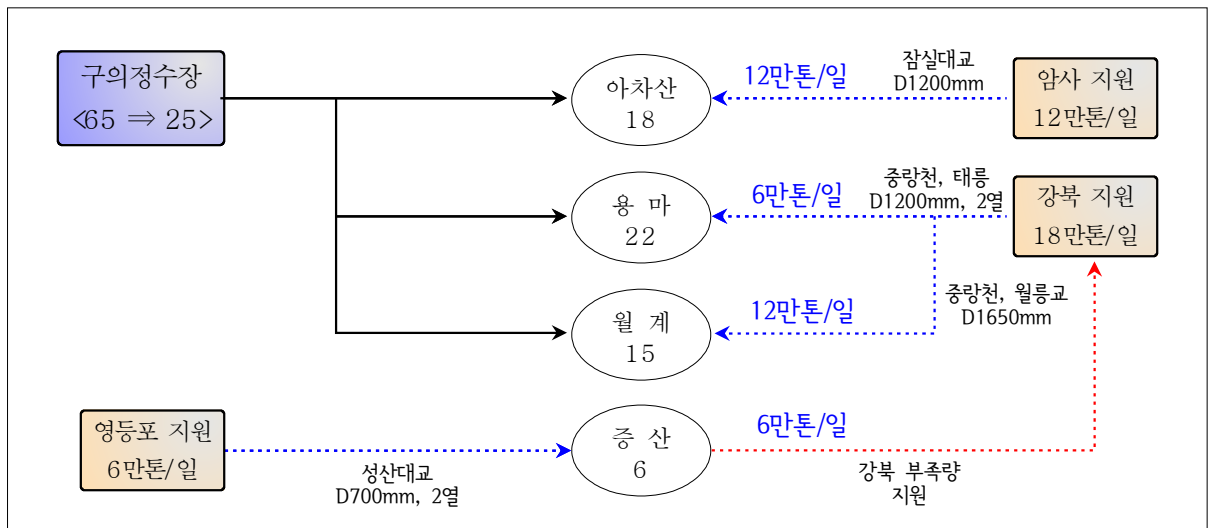 구의정수장
<65 ⇒ 25>
아차산
18
12만톤/일
잠실대교
D1200mm
암사 지원
12만톤/일
용 마
22
6만톤/일
중랑천, 태릉
D1200mm, 2열
강북 지원
18만톤/일
월 계
15
12만톤/일
중랑천, 월릉교
D1650mm
영등포 지원
6만톤/일
성산대교
D700mm, 2열
증 산
6
6만톤/일
강북 부족량
지원